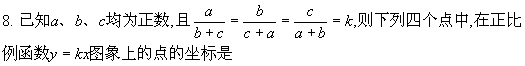 8. 已知a、b、c均为正数,且a/(b+c)=b/(c+a)=c/(a+b)=k,则下列四个点中,在正比
例函数y=kx图象上的点的坐标是